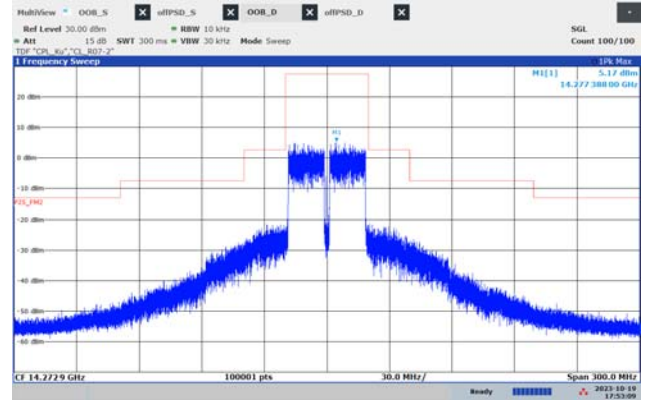 MultiView OOB_S X offPSD_S X OOB_D X offPSD_D X
Ref Level 30.00 dBm RBW 10 kHz SGL
Att 15 dB SWT 300 ms VBW 30 kHz Mode Sweep Count 100/100
TDF "CPL_Ku","CL_R07-2"
1 Frequency Sweep 1Pk Max
M1[1] 5.17 dBm
14.277 388 00 GHz
20 dBm
10 dBm
M1
0 dBm
-10 dBm
-20 dBm
-30 dBm
-50 dBm
-60 dBm
CF 14.2729 GHz 100001 pts 30.0 MHz/ Span 300.0 MHz
Ready 2023-10-19
17:53:09